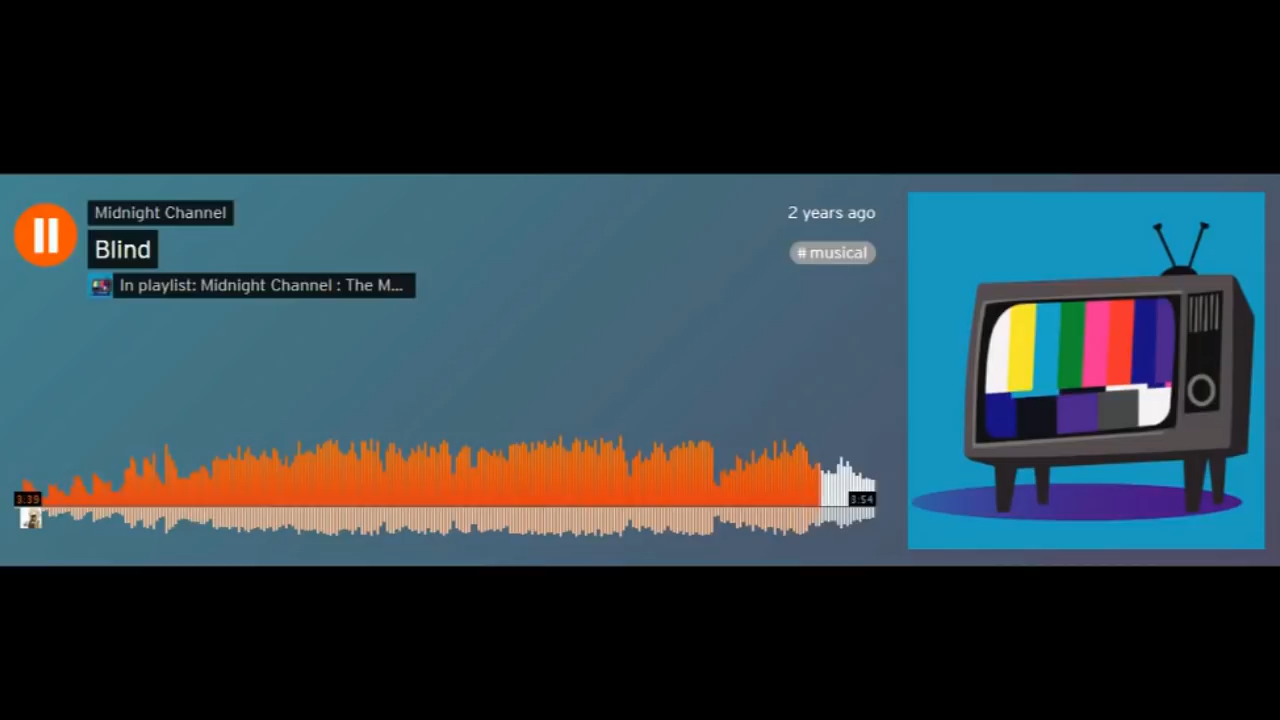 Midnight Channel
2 years ago
Blind
# musical
In playlist: Midnight Channel : The M...
3:39
3:54